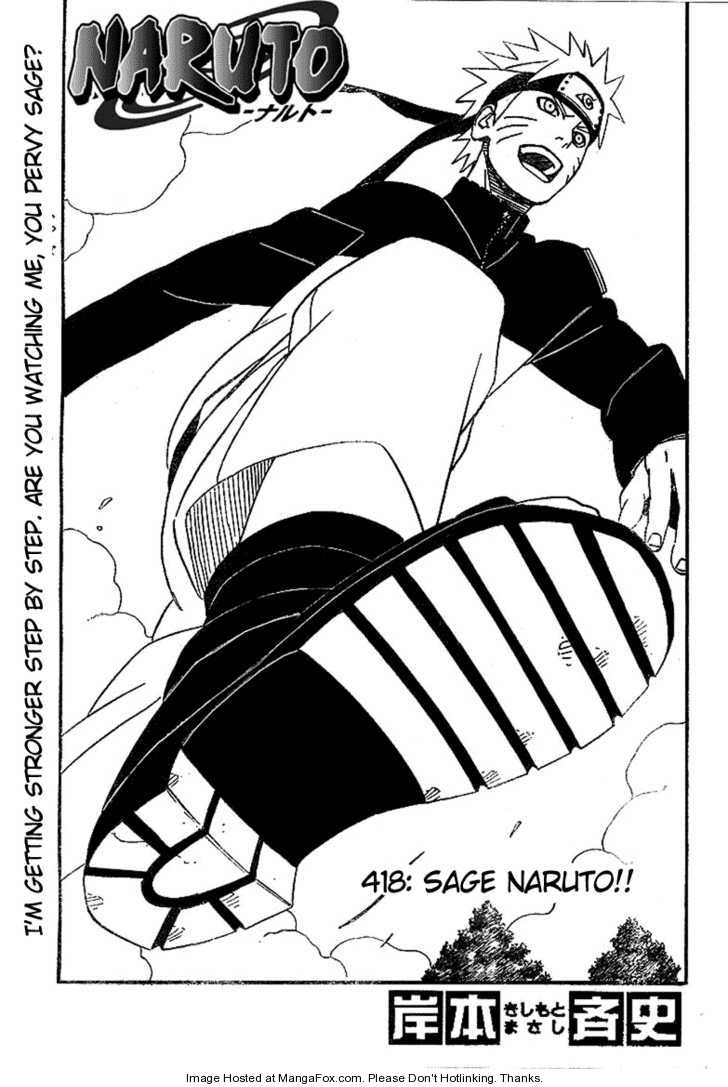 NARUTO
-ナルト-
I'M GETTING STRONGER STEP BY STEP. ARE YOU WATCHING ME, YOU PERVY SAGE?
418: SAGE NARUTO!!
岸本斉史
きしもと
まさし
Image Hosted at MangaFox.com. Please Don't Hotlinking. Thanks.